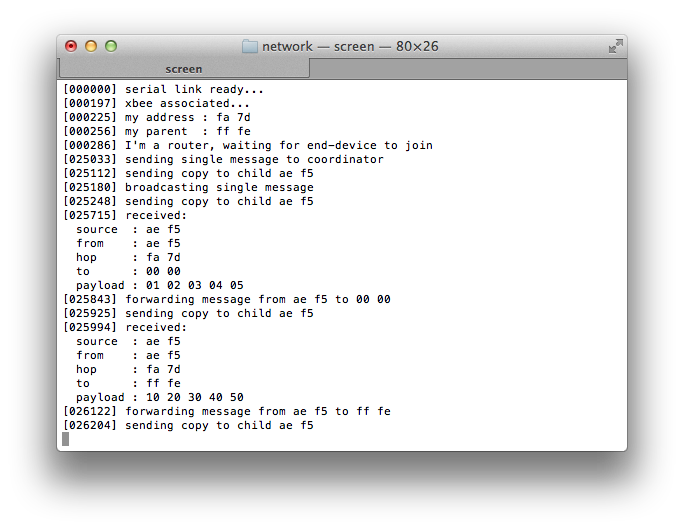 network — screen — 80×26
screen
[000000] serial link ready...
[000197] xbee associated...
[000225] my address : fa 7d
[000256] my parent  : ff fe
[000286] I'm a router, waiting for end-device to join
[025033] sending single message to coordinator
[025112] sending copy to child ae f5
[025180] broadcasting single message
[025248] sending copy to child ae f5
[025715] received:
  source  : ae f5
  from    : ae f5
  hop     : fa 7d
  to      : 00 00
  payload : 01 02 03 04 05
[025843] forwarding message from ae f5 to 00 00
[025925] sending copy to child ae f5
[025994] received:
  source  : ae f5
  from    : ae f5
  hop     : fa 7d
  to      : ff fe
  payload : 10 20 30 40 50
[026122] forwarding message from ae f5 to ff fe
[026204] sending copy to child ae f5